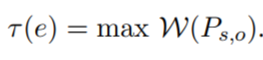 τ(e) = max 𝒲(P_{s,o}).